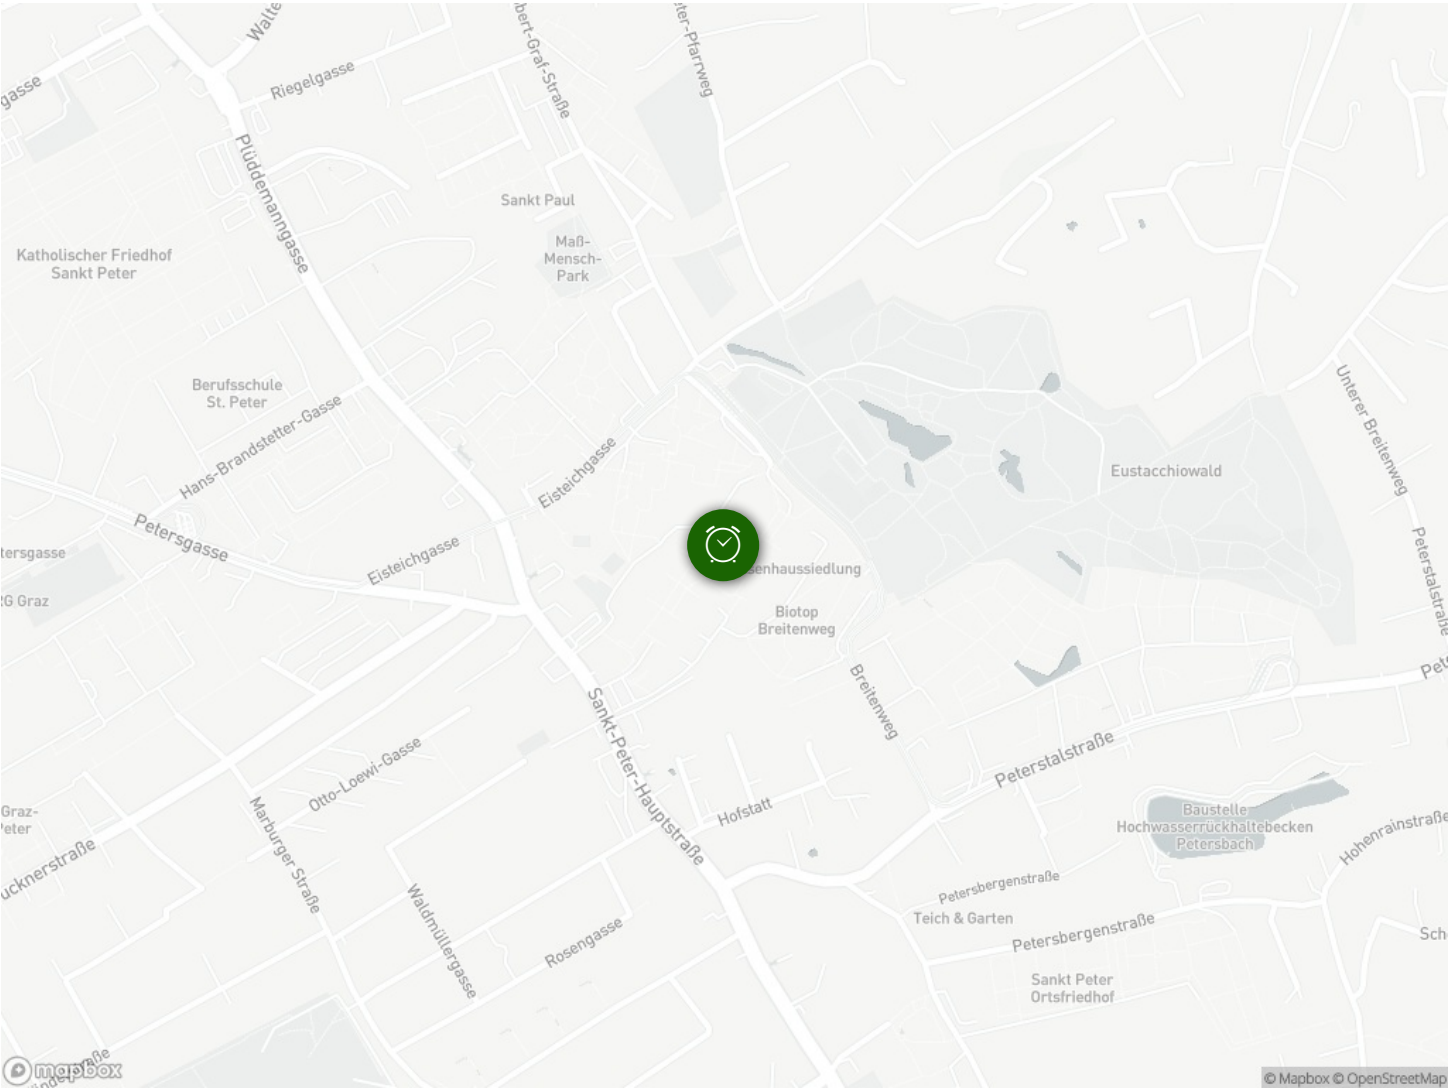 Riegelgasse
Plüddemanngasse
Sankt Paul
Maß-
Mensch-
Park
Katholischer Friedhof
Sankt Peter
Berufsschule
St. Peter
Hans-Brandstetter-Gasse
Eisteichgasse
Eustacchiowald
Unterer Breitenweg
Petersgasse
Eisteichgasse
Peterstalstraße
Biotop
Breitenweg
Breitenweg
Sankt-Peter-Hauptstraße
Otto-Loewi-Gasse
Peterstalstraße
Marburger Straße
Hofstatt
Baustelle
Hochwasserrückhaltebecken
Petersbach
Hohenrainstraße
Waldmüllergasse
Petersbergenstraße
Teich & Garten
Rosengasse
Petersbergenstraße
Sankt Peter
Ortsfriedhof
mapbox
© Mapbox © OpenStreetMap